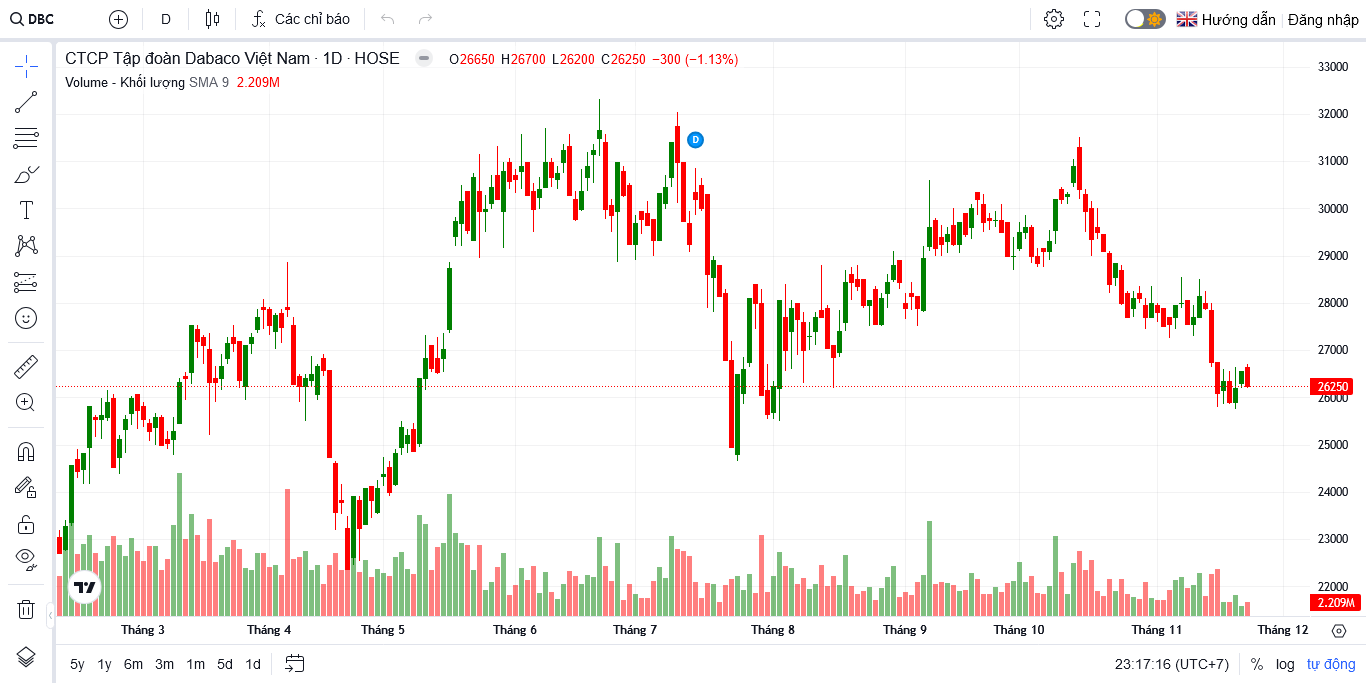 DBC D Các chỉ báo Hướng dẫn Đăng nhập
CTCP Tập đoàn Dabaco Việt Nam · 1D · HOSE O26650 H26700 L26200 C26250 −300 (−1.13%)
Volume - Khối lượng SMA 9 2.209M
D
33000
32000
31000
30000
29000
28000
27000
26250
26000
25000
24000
23000
22000
2.209M
Tháng 3 Tháng 4 Tháng 5 Tháng 6 Tháng 7 Tháng 8 Tháng 9 Tháng 10 Tháng 11 Tháng 12
5y 1y 6m 3m 1m 5d 1d 23:17:16 (UTC+7) % log tự động